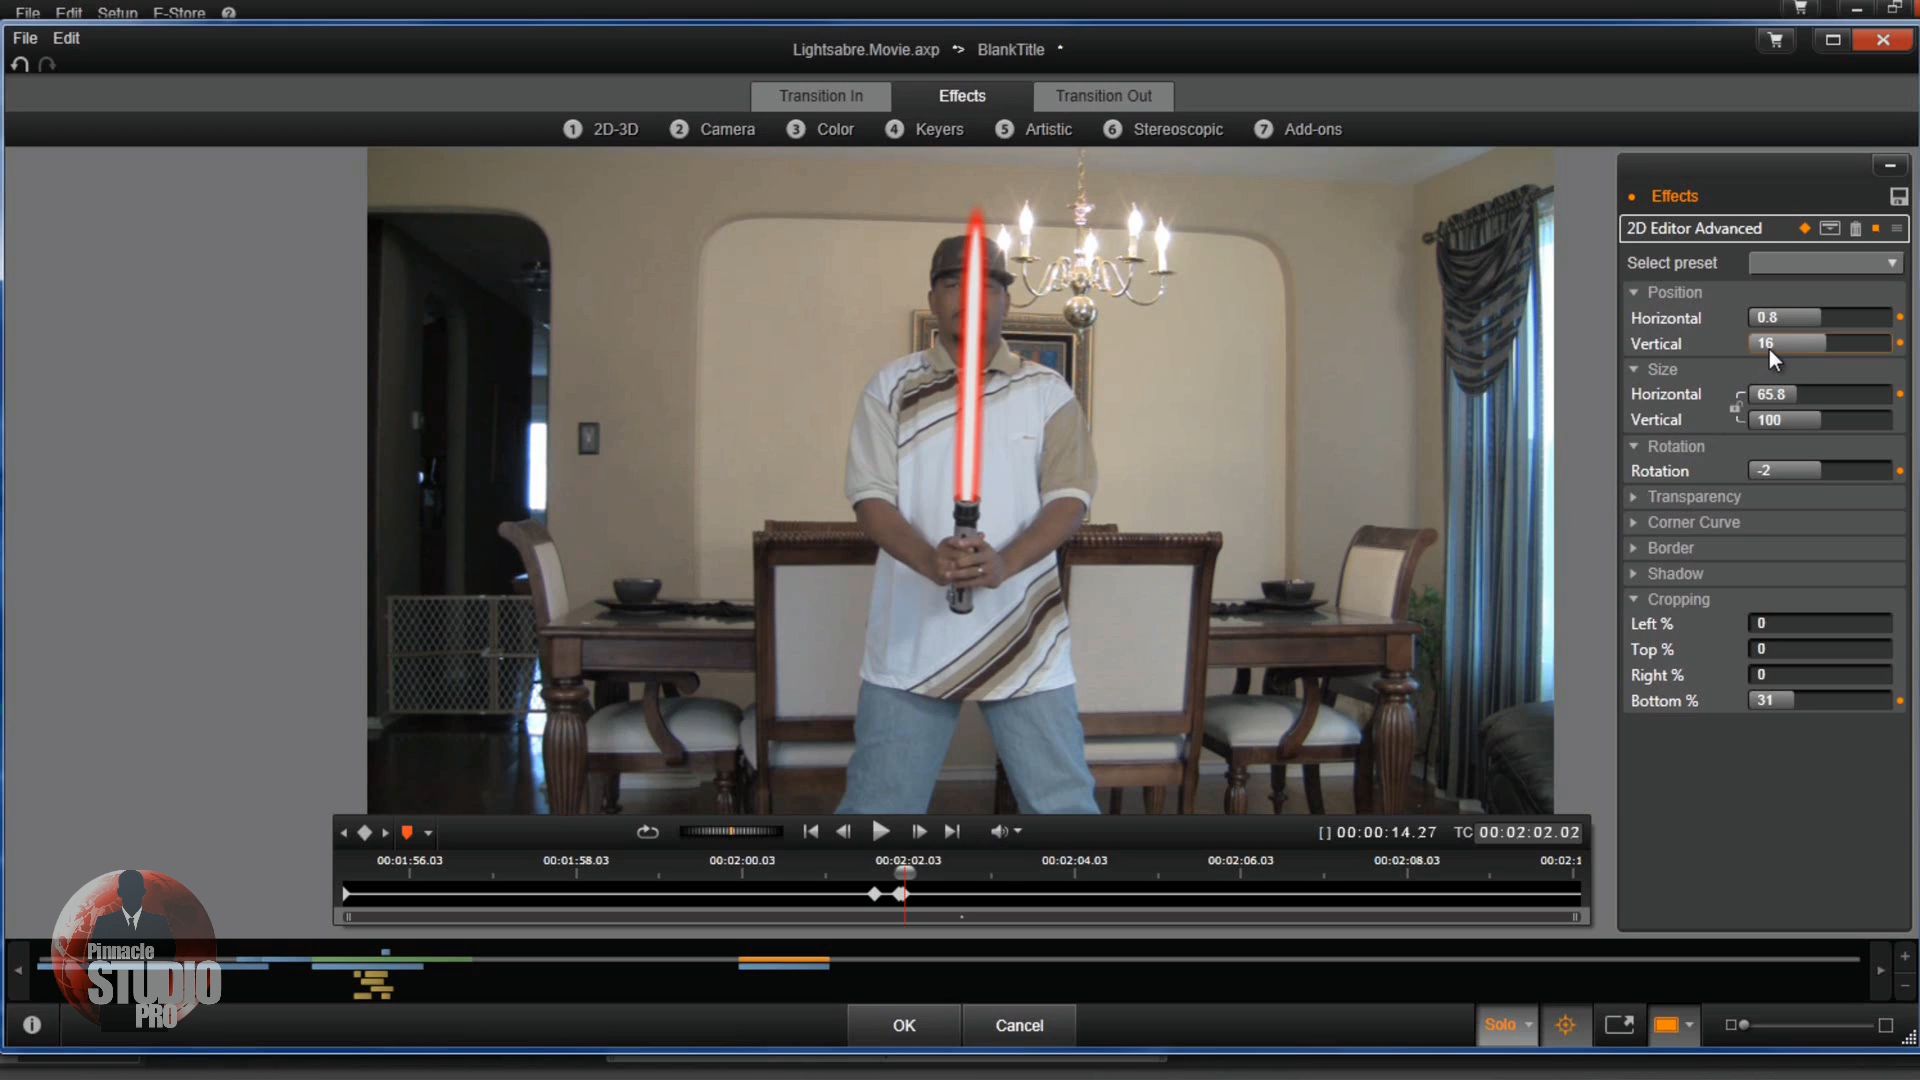 File Edit Setup E-Store ?
File Edit
Lightsabre.Movie.axp *> BlankTitle *
Transition In Effects Transition Out
1 2D-3D 2 Camera 3 Color 4 Keyers 5 Artistic 6 Stereoscopic 7 Add-ons
Effects
2D Editor Advanced
Select preset
Position
Horizontal 0.8
Vertical 16
Size
Horizontal 65.8
Vertical 100
Rotation
Rotation -2
Transparency
Corner Curve
Border
Shadow
Cropping
Left % 0
Top % 0
Right % 0
Bottom % 31
[] 00:00:14.27 TC 00:02:02.02
00:01:56.03 00:01:58.03 00:02:00.03 00:02:02.03 00:02:04.03 00:02:06.03 00:02:08.03 00:02:1
Pinnacle
STUDIO
PRO
OK Cancel
Solo